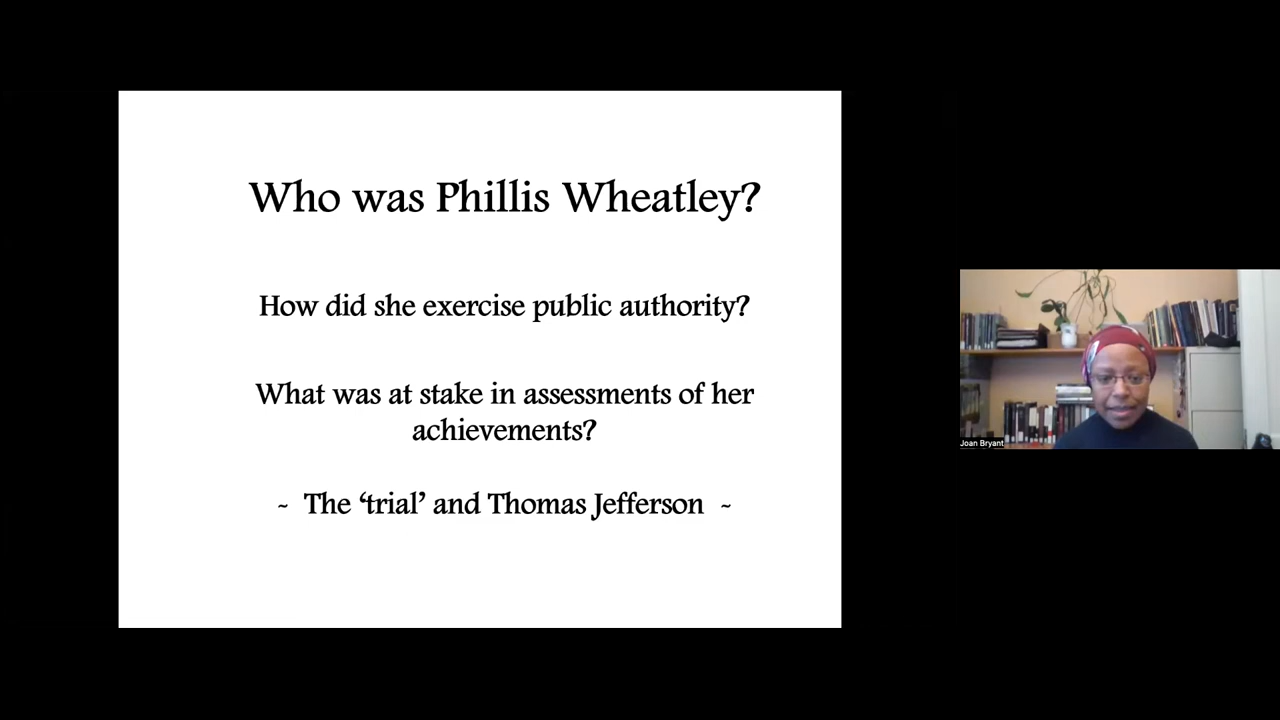 Who was Phillis Wheatley?
How did she exercise public authority?
What was at stake in assessments of her
achievements?
~ The ‘trial’ and Thomas Jefferson ~
Joan Bryant